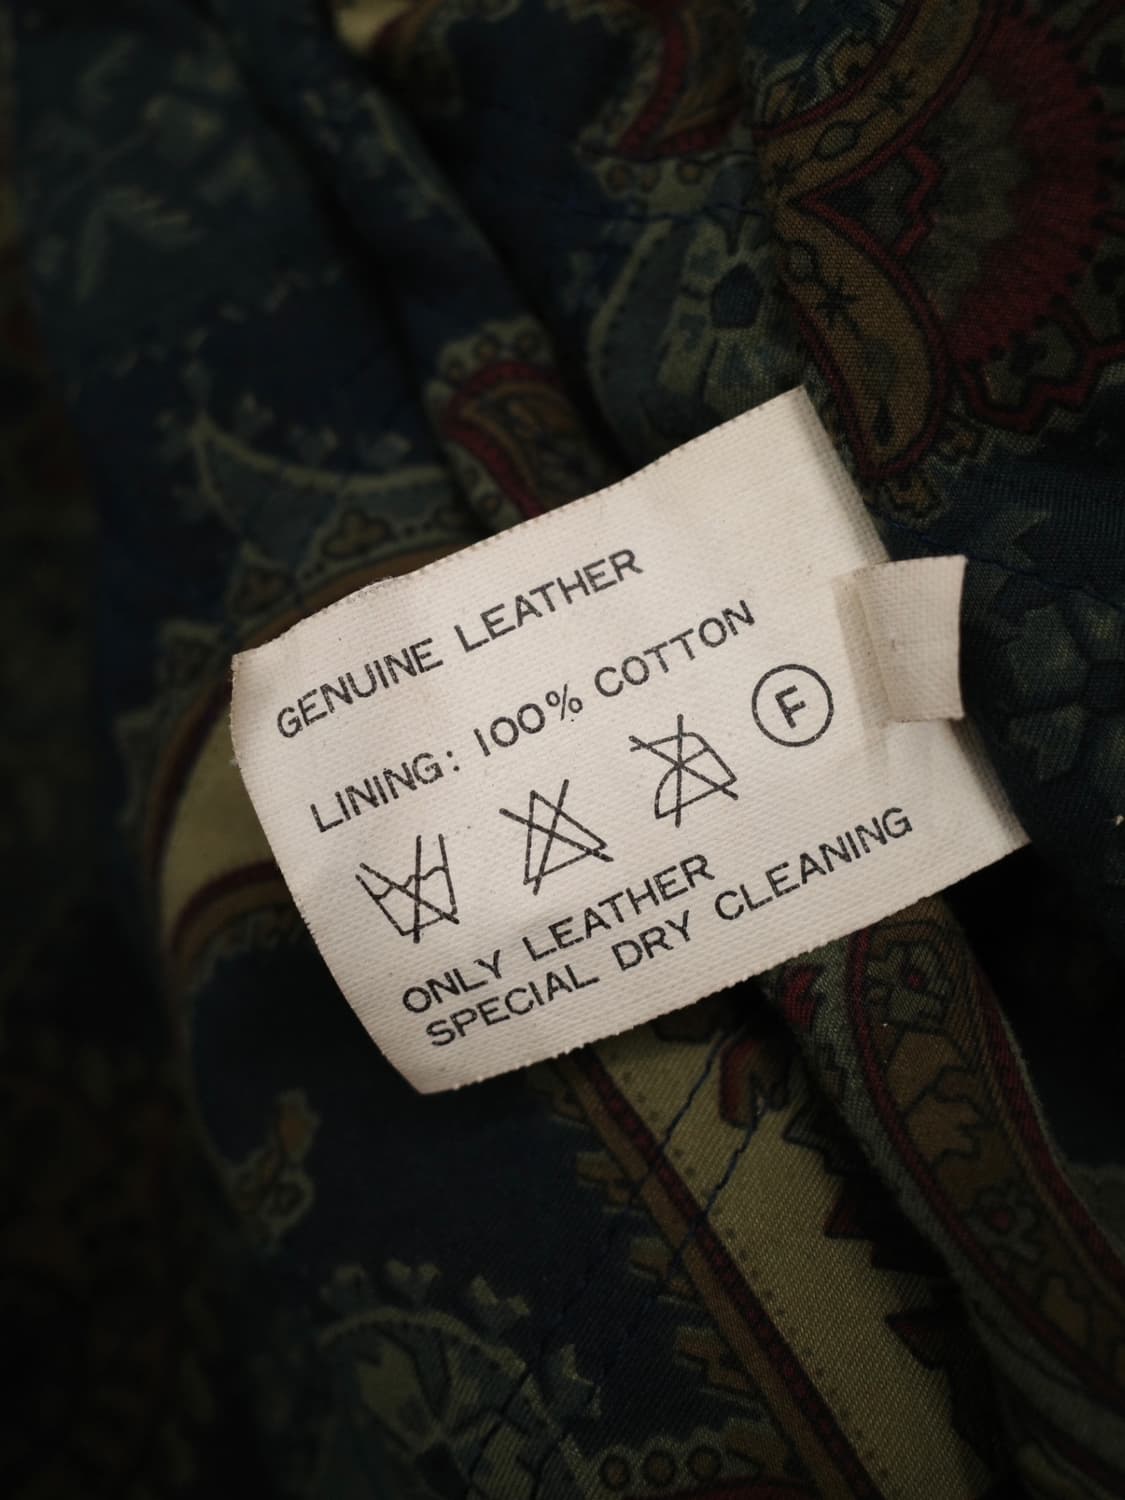 GENUINE LEATHER
LINING: 100% COTTON
F
ONLY LEATHER
SPECIAL DRY CLEANING